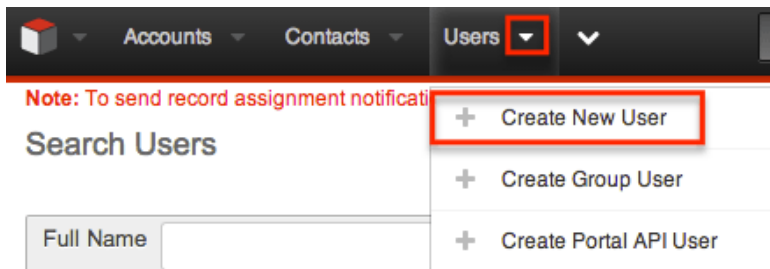 Accounts Contacts Users
Note: To send record assignment notificati
Create New User
Search Users
Create Group User
Full Name
Create Portal API User